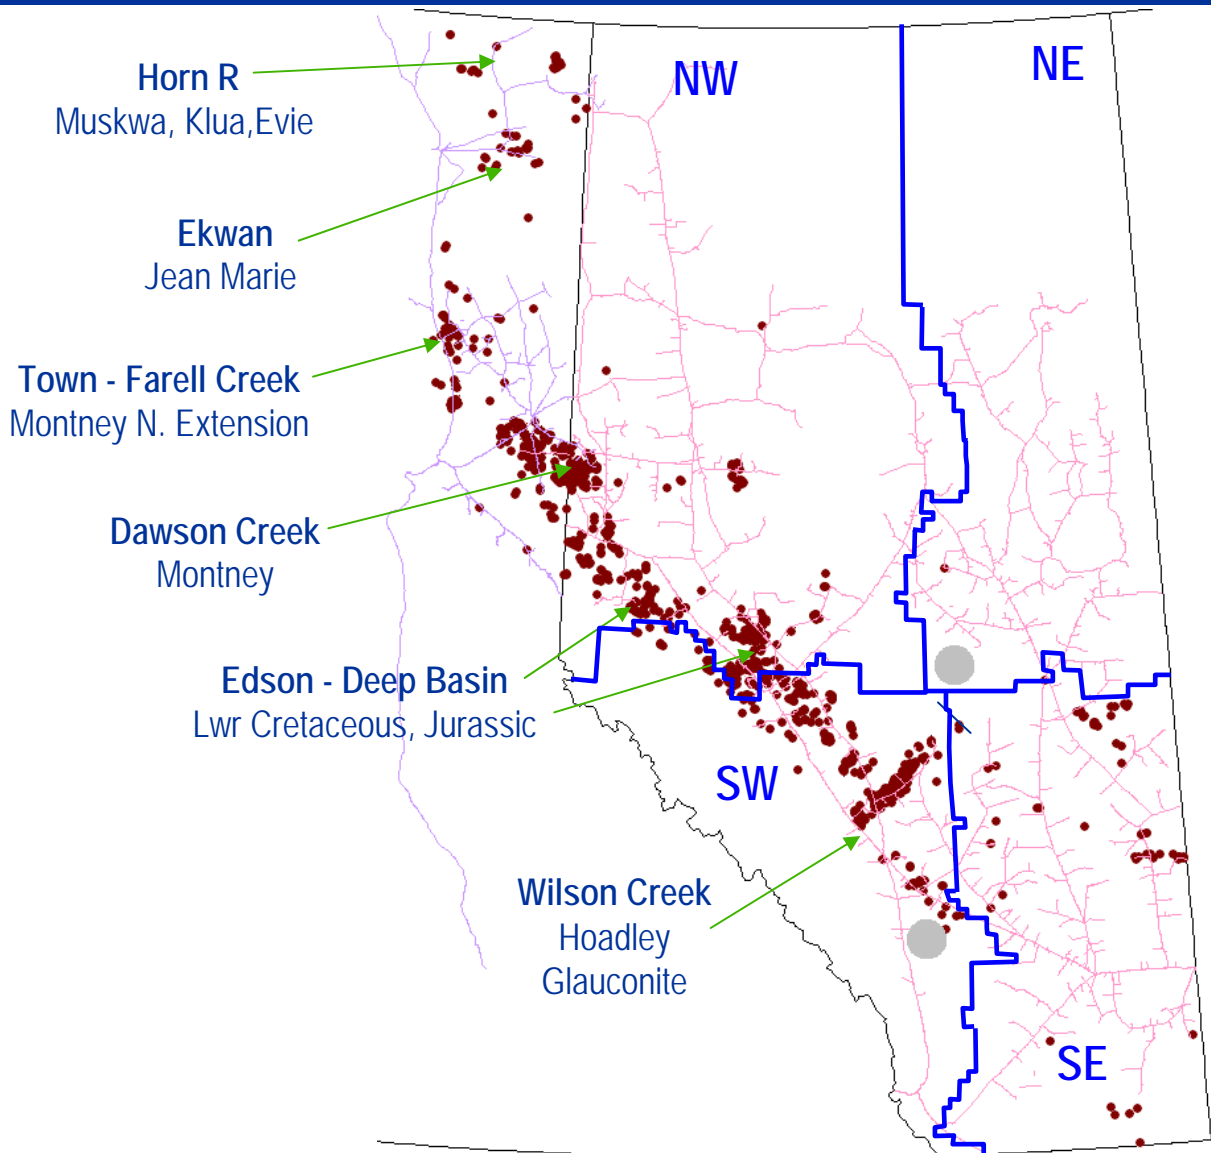 NW
NE
Horn R
Muskwa, Klua,Evie
Ekwan
Jean Marie
Town - Farell Creek
Montney N. Extension
Dawson Creek
Montney
Edson - Deep Basin
Lwr Cretaceous, Jurassic
SW
Wilson Creek
Hoadley
Glauconite
SE